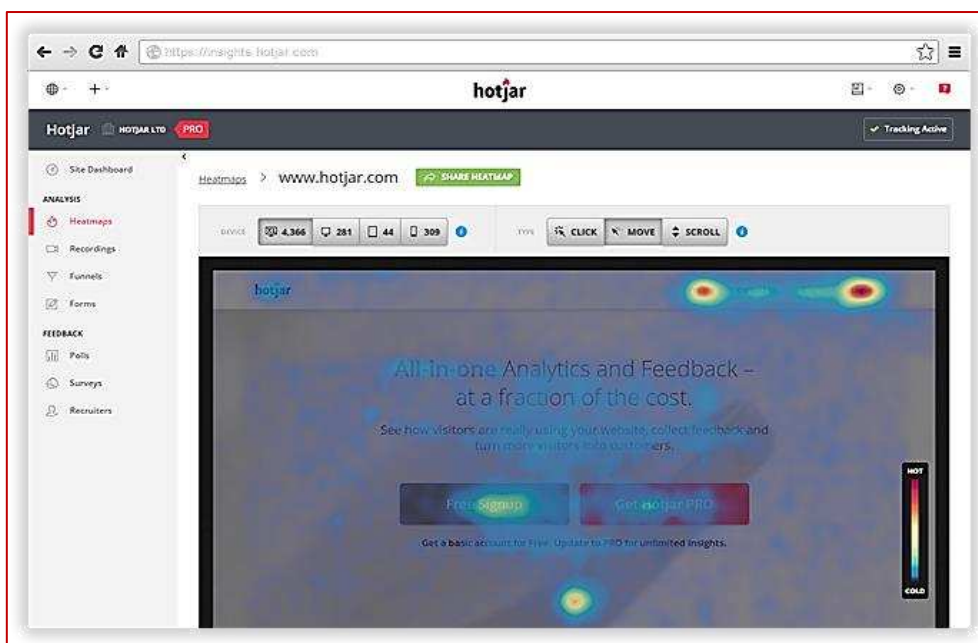 https://insights.hotjar.com
hotjar
Hotjar HOTJAR LTD PRO Tracking Active
Site Dashboard
Heatmaps > www.hotjar.com SHARE HEATMAP
ANALYSIS
Heatmaps
DEVICE 4,366 281 44 309 TYPE CLICK MOVE SCROLL
Recordings
Funnels
Forms
FEEDBACK
Polls
Surveys
Recruiters
hotjar
All-in-one Analytics and Feedback –
at a fraction of the cost.
See how visitors are really using your website, collect feedback and
turn more visitors into customers.
Free Signup Get Hotjar PRO
Get a basic account for Free. Update to PRO for unlimited insights.
HOT
COLD